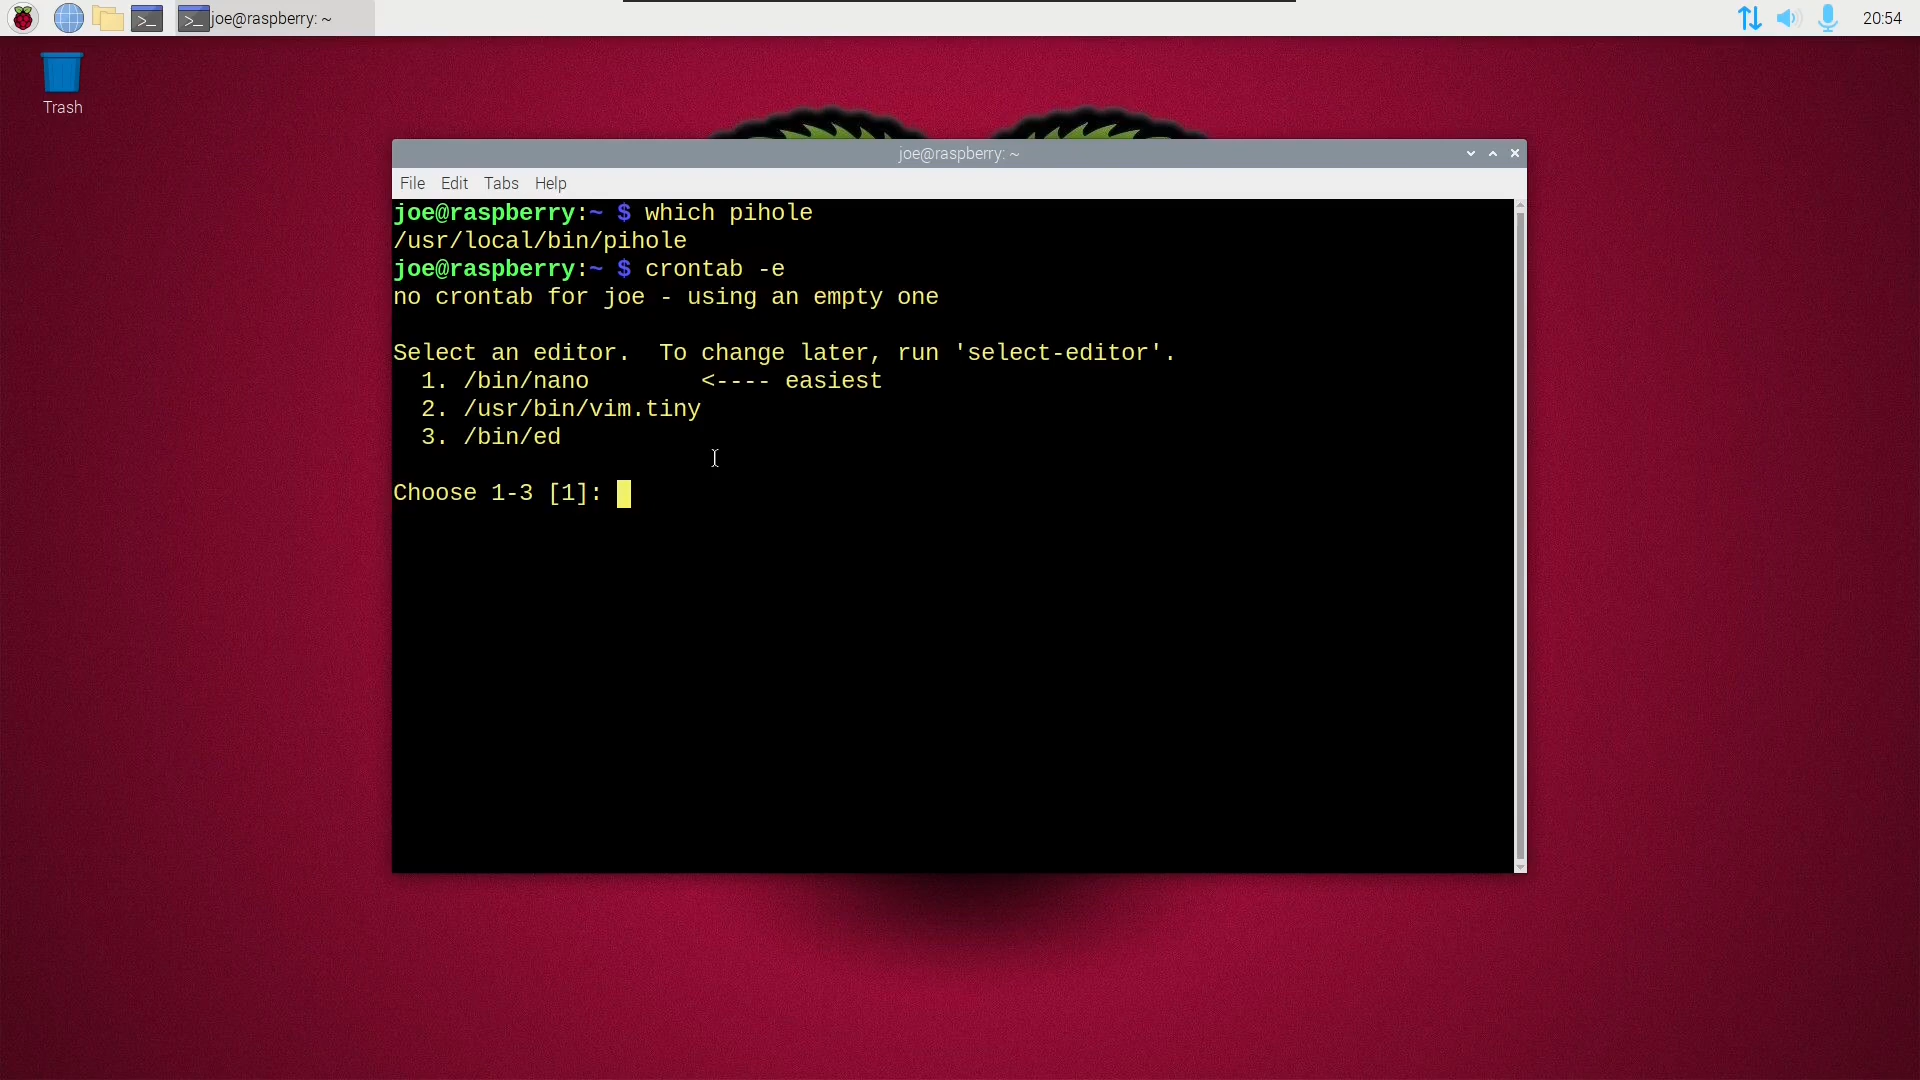 joe@raspberry: ~
20:54
Trash
joe@raspberry: ~
File Edit Tabs Help
joe@raspberry:~ $ which pihole
/usr/local/bin/pihole
joe@raspberry:~ $ crontab -e
no crontab for joe - using an empty one
Select an editor.  To change later, run 'select-editor'.
  1. /bin/nano        <---- easiest
  2. /usr/bin/vim.tiny
  3. /bin/ed
Choose 1-3 [1]: